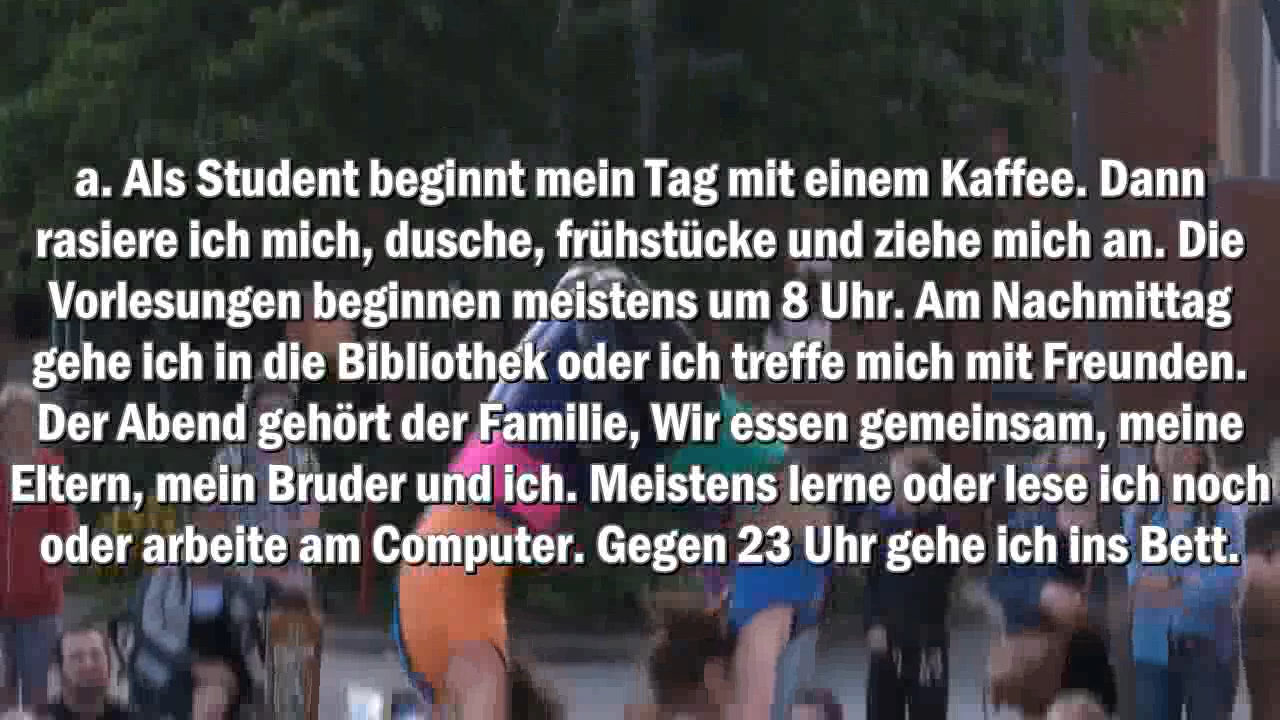 a. Als Student beginnt mein Tag mit einem Kaffee. Dann
rasiere ich mich, dusche, frühstücke und ziehe mich an. Die
Vorlesungen beginnen meistens um 8 Uhr. Am Nachmittag
gehe ich in die Bibliothek oder ich treffe mich mit Freunden.
Der Abend gehört der Familie, Wir essen gemeinsam, meine
Eltern, mein Bruder und ich. Meistens lerne oder lese ich noch
oder arbeite am Computer. Gegen 23 Uhr gehe ich ins Bett.